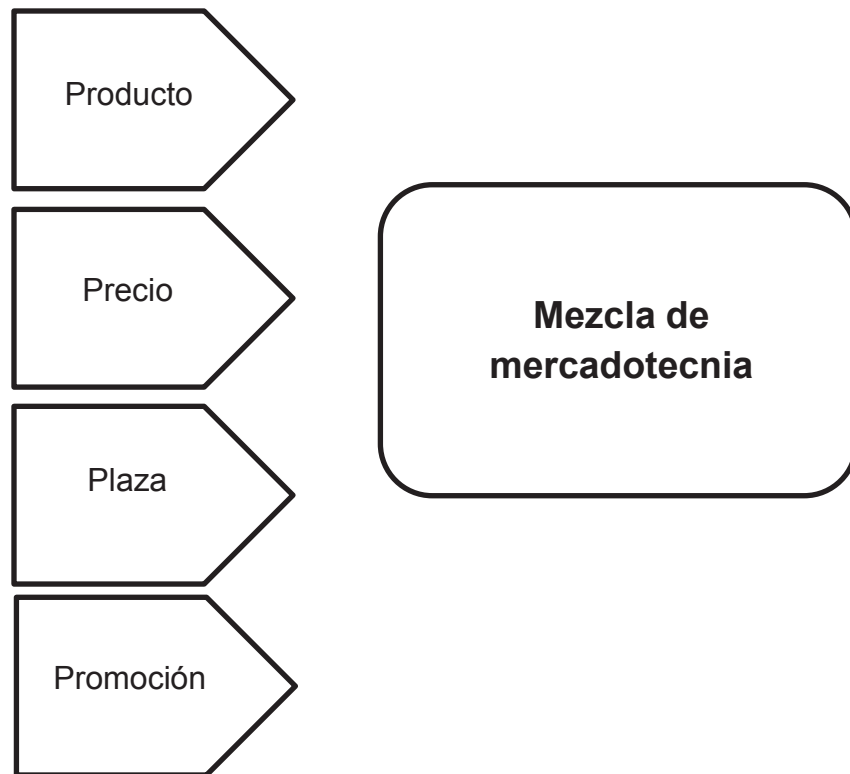 Producto
Precio
Mezcla de
mercadotecnia
Plaza
Promoción